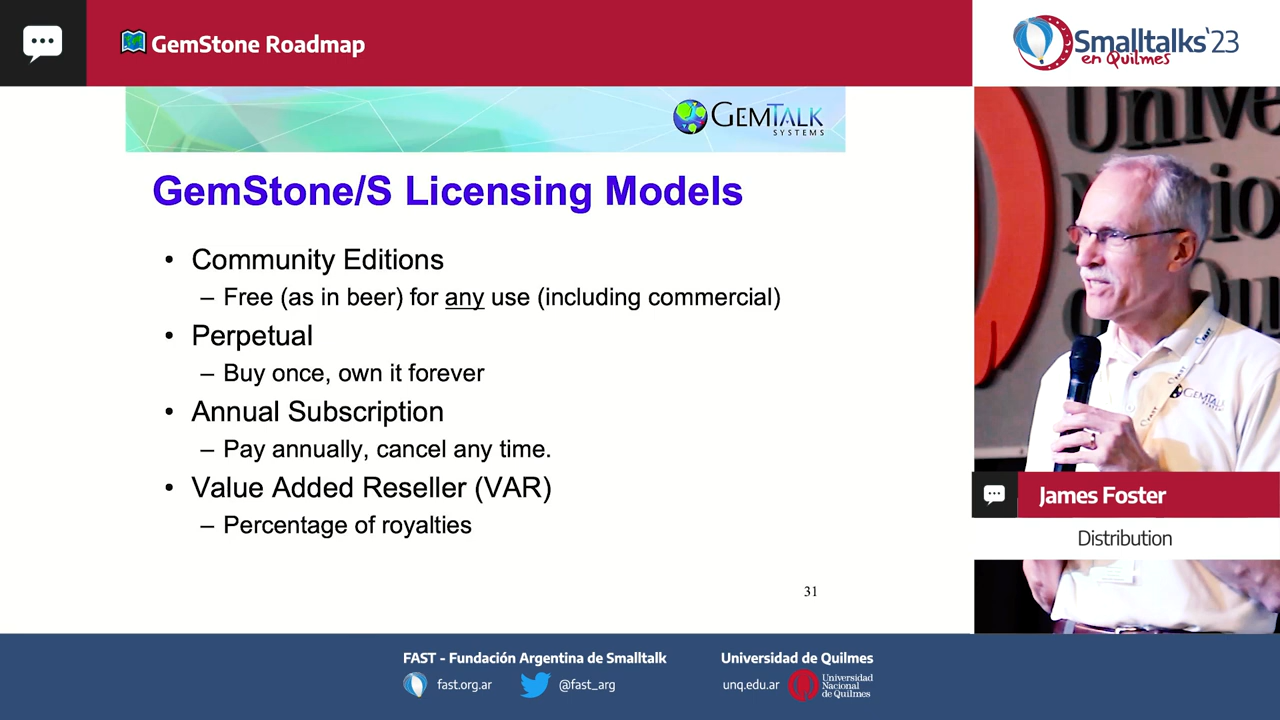 GemStone Roadmap
Smalltalks'23
en Quilmes
GEMTALK
SYSTEMS
GemStone/S Licensing Models
• Community Editions
– Free (as in beer) for any use (including commercial)
• Perpetual
– Buy once, own it forever
• Annual Subscription
– Pay annually, cancel any time.
• Value Added Reseller (VAR)
– Percentage of royalties
31
FAST
GEMTALK
FAST
James Foster
Distribution
FAST - Fundación Argentina de Smalltalk
fast.org.ar
@fast_arg
Universidad de Quilmes
unq.edu.ar
Universidad
Nacional
de Quilmes